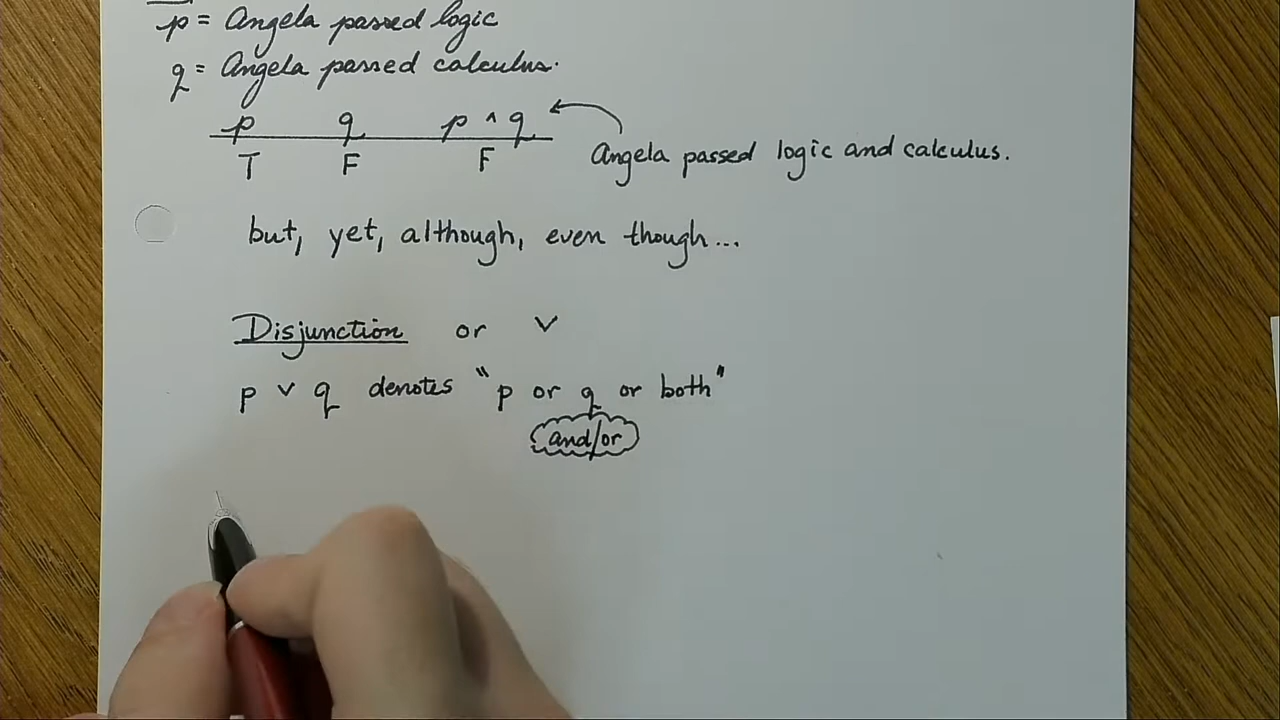 p = Angela passed logic
q = Angela passed calculus.
p q p ∧ q
T F F Angela passed logic and calculus.
but, yet, although, even though...
Disjunction or ∨
p ∨ q denotes "p or q or both"
and/or